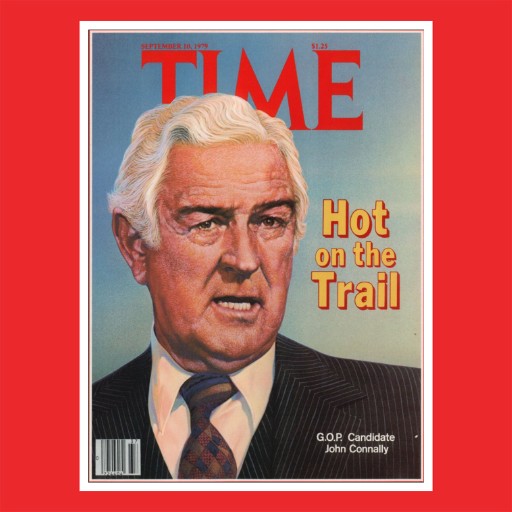 SEPTEMBER 10, 1979 $1.25
TIME
Hot
on the
Trail
G.O.P. Candidate
John Connally